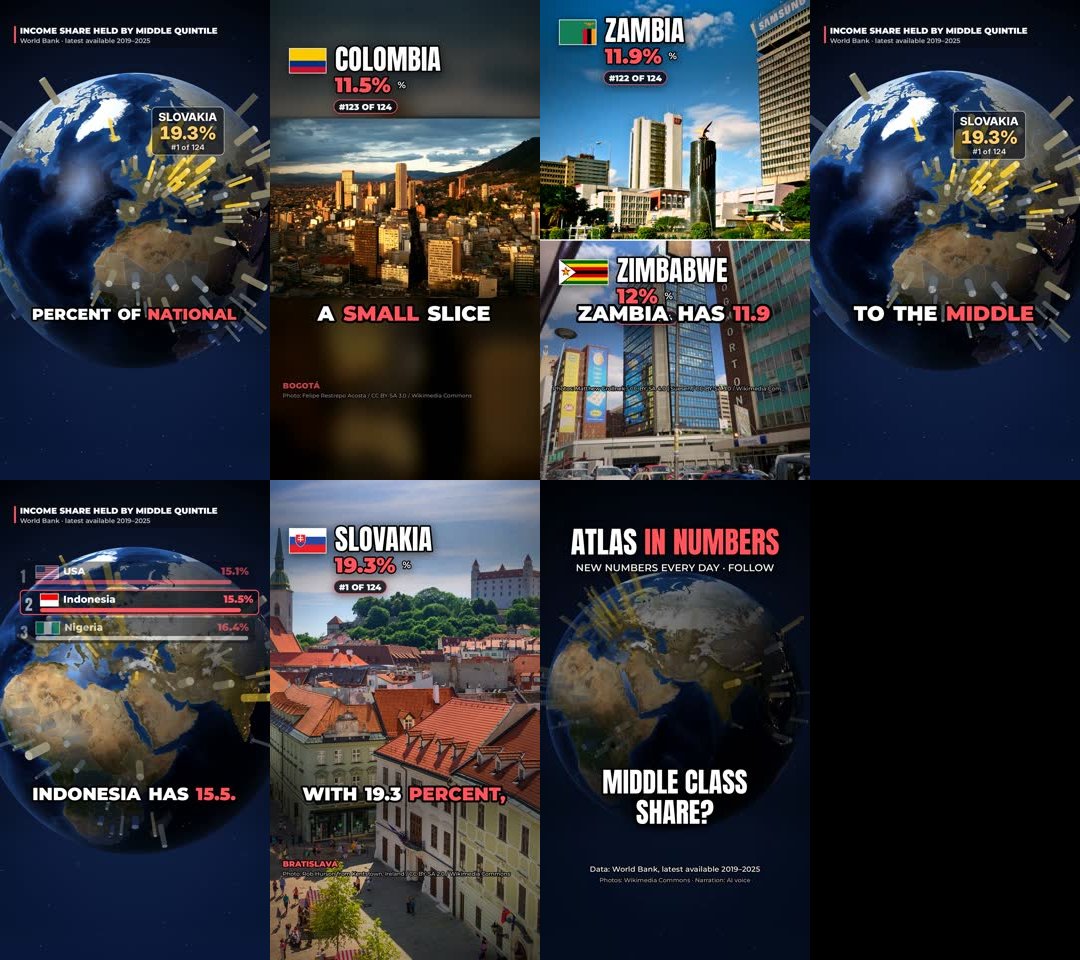 INCOME SHARE HELD BY MIDDLE QUINTILE
World Bank · latest available 2019–2025
SLOVAKIA
19.3%
#1 of 124
PERCENT OF NATIONAL
COLOMBIA
11.5% %
#123 OF 124
A SMALL SLICE
BOGOTÁ
Photo: Felipe Restrepo Acosta / CC BY-SA 3.0 / Wikimedia Commons
SAMSUNG
ZAMBIA
11.9% %
#122 OF 124
ZIMBABWE
12% %
ZAMBIA HAS 11.9
INCOME SHARE HELD BY MIDDLE QUINTILE
World Bank · latest available 2019–2025
SLOVAKIA
19.3%
#1 of 124
TO THE MIDDLE
INCOME SHARE HELD BY MIDDLE QUINTILE
World Bank · latest available 2019–2025
1 USA 15.1%
2 Indonesia 15.5%
3 Nigeria 16.4%
INDONESIA HAS 15.5.
SLOVAKIA
19.3% %
#1 OF 124
WITH 19.3 PERCENT,
BRATISLAVA
ATLAS IN NUMBERS
NEW NUMBERS EVERY DAY · FOLLOW
MIDDLE CLASS
SHARE?
Data: World Bank, latest available 2019–2025
Photos: Wikimedia Commons · Narration: AI voice